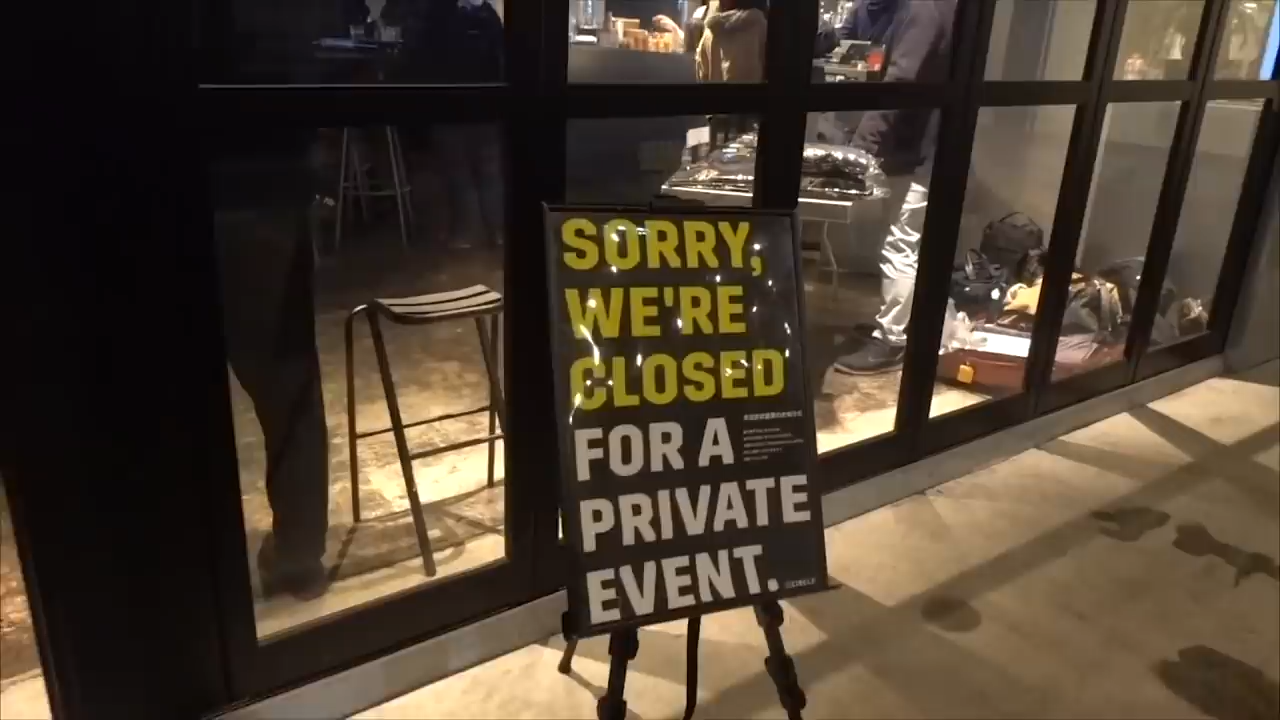 SORRY,
WE'RE
CLOSED
FOR A
PRIVATE
EVENT.